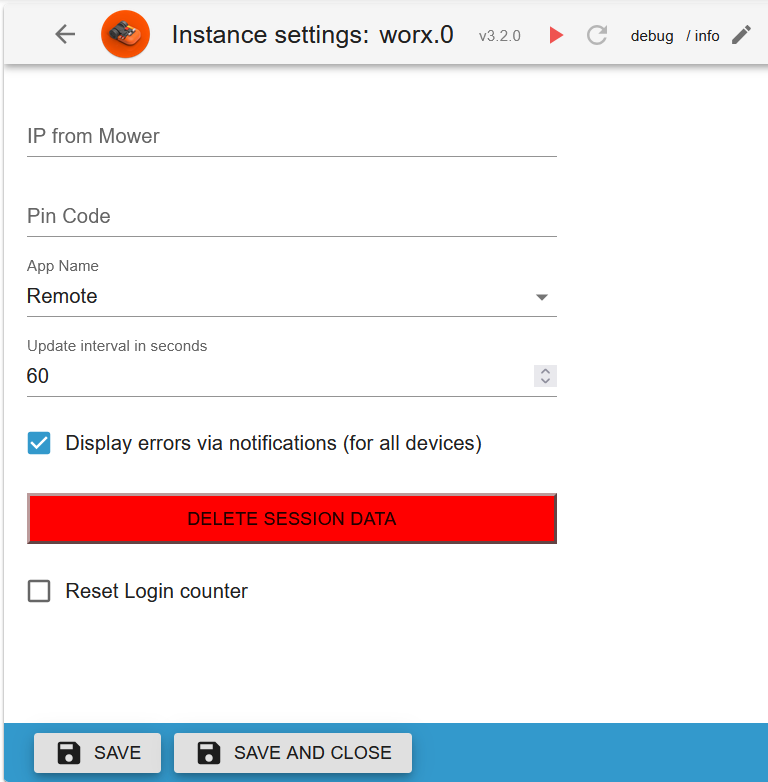 Instance settings: worx.0 v3.2.0 debug / info
IP from Mower
Pin Code
App Name
Remote
Update interval in seconds
60
Display errors via notifications (for all devices)
DELETE SESSION DATA
Reset Login counter
SAVE SAVE AND CLOSE